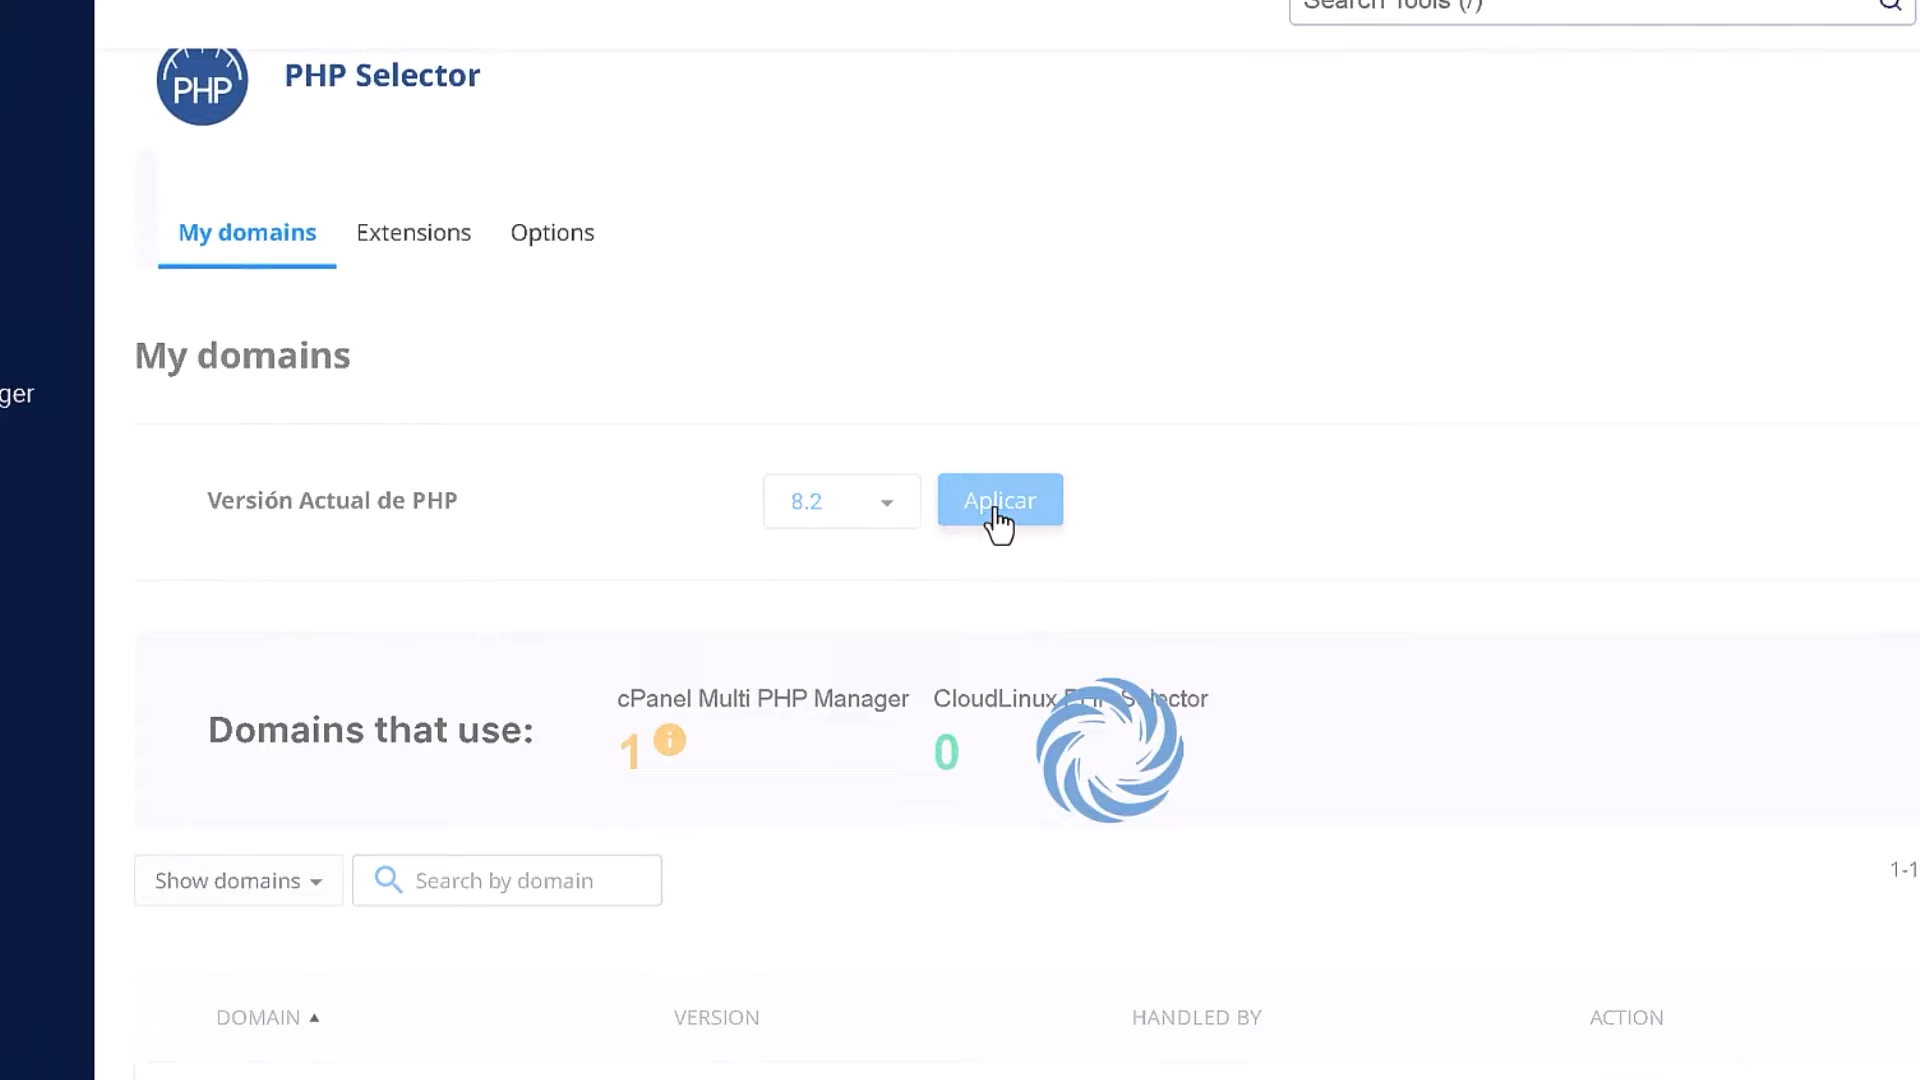 Search Tools (/)
PHP
PHP Selector
My domains
Extensions
Options
My domains
ger
Versión Actual de PHP
8.2
Aplicar
cPanel Multi PHP Manager
CloudLinux PHP Selector
Domains that use:
1
i
0
Show domains
Search by domain
1-1
DOMAIN
VERSION
HANDLED BY
ACTION